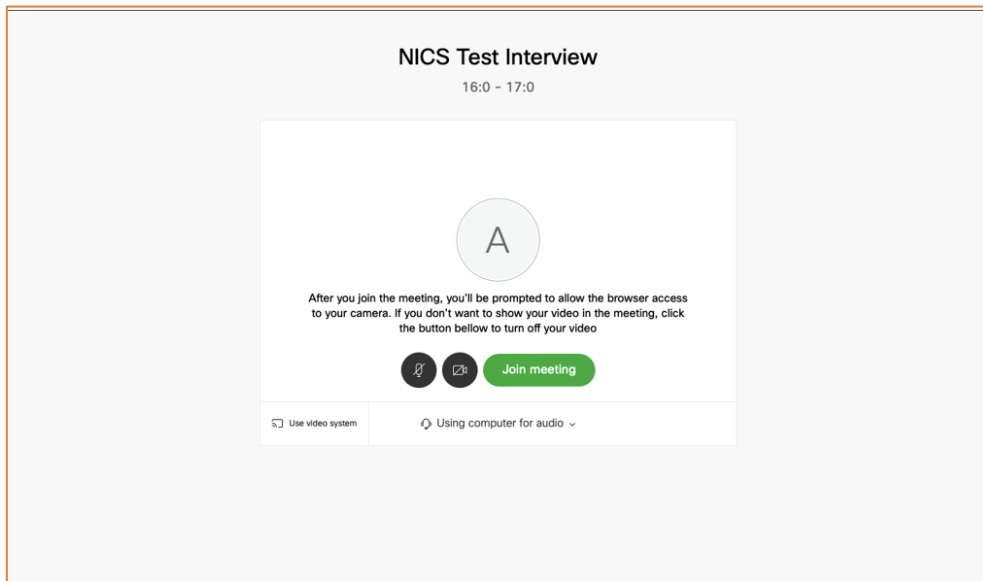 NICS Test Interview
16:0 - 17:0
A
After you join the meeting, you'll be prompted to allow the browser access
to your camera. If you don't want to show your video in the meeting, click
the button bellow to turn off your video
Join meeting
Use video system
Using computer for audio